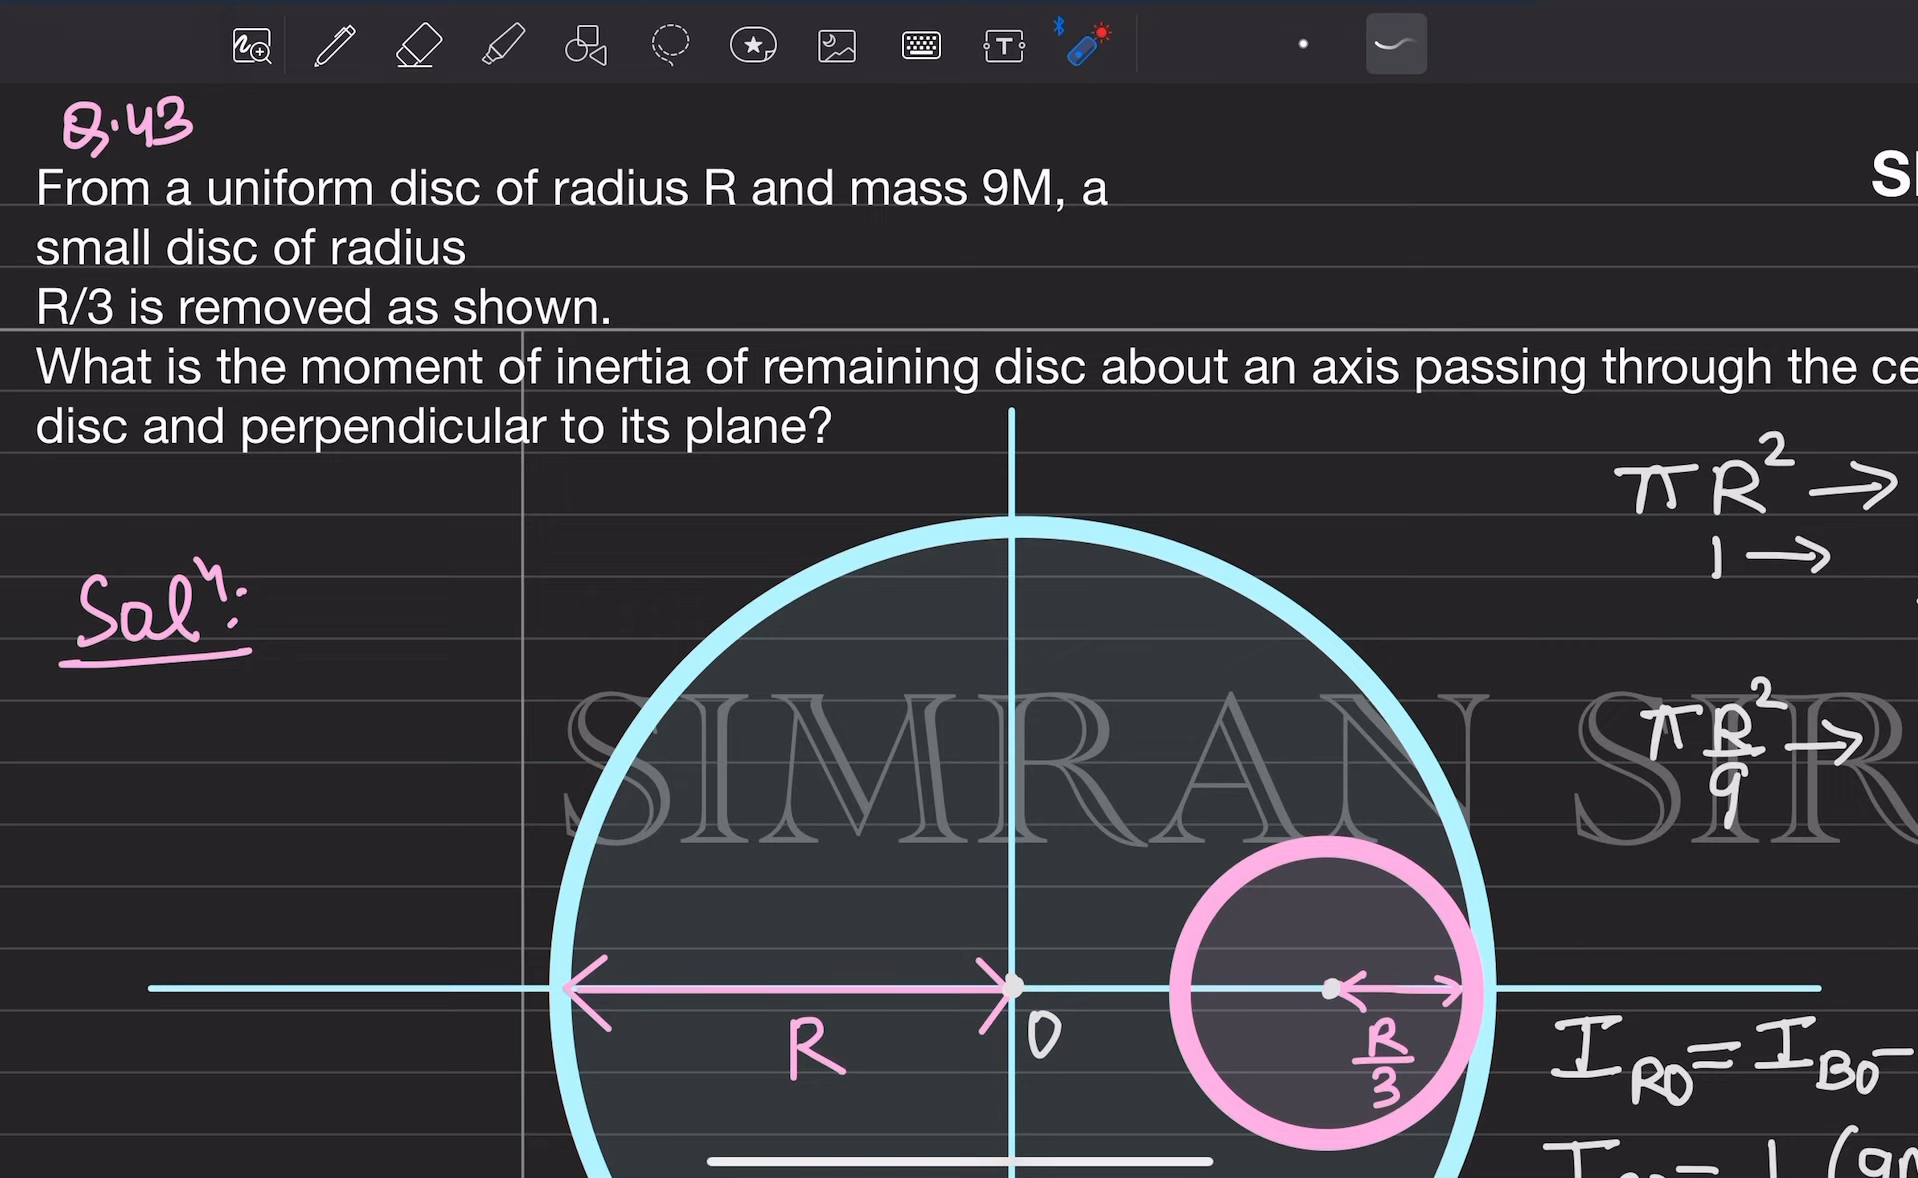 Q.43
From a uniform disc of radius R and mass 9M, a
small disc of radius
R/3 is removed as shown.
What is the moment of inertia of remaining disc about an axis passing through the ce
disc and perpendicular to its plane?
πR² →
1 →
Solⁿ:
SIMRAN SIR
πR²/9 →
R
O
R/3
I_RO = I_BO -